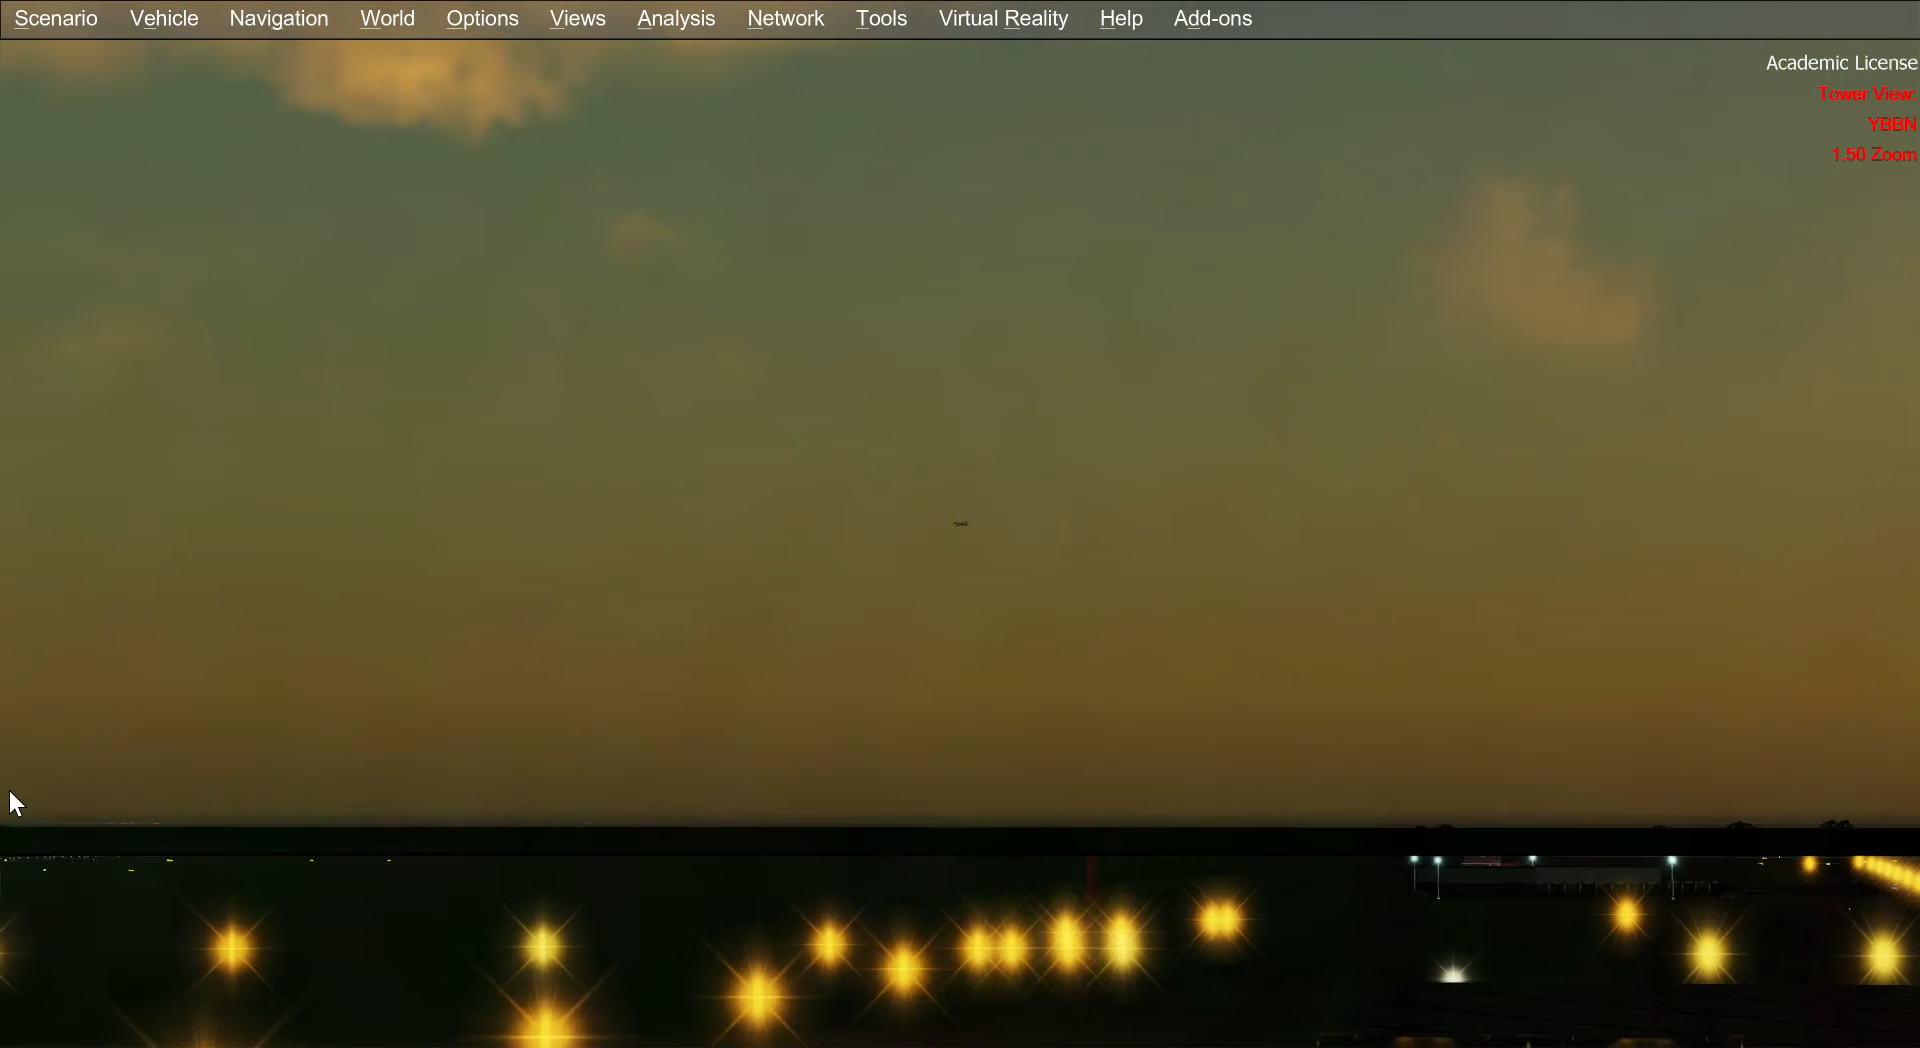 Scenario Vehicle Navigation World Options Views Analysis Network Tools Virtual Reality Help Add-ons
Academic License
Tower View:
YBBN
1.50 Zoom